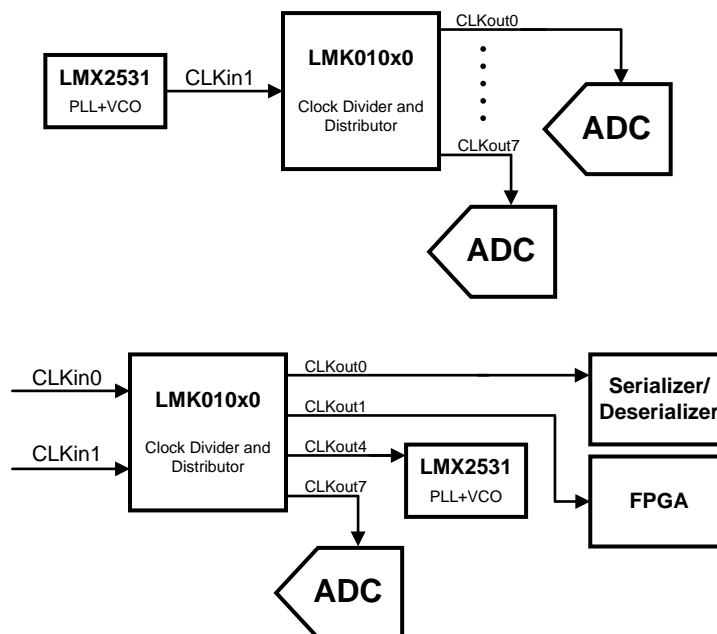 CLKout0
LMX2531
PLL+VCO
CLKin1
LMK010x0
Clock Divider and
Distributor
ADC
CLKout7
ADC
CLKin0
CLKin1
LMK010x0
Clock Divider and
Distributor
CLKout0
CLKout1
CLKout4
CLKout7
Serializer/
Deserializer
LMX2531
PLL+VCO
FPGA
ADC